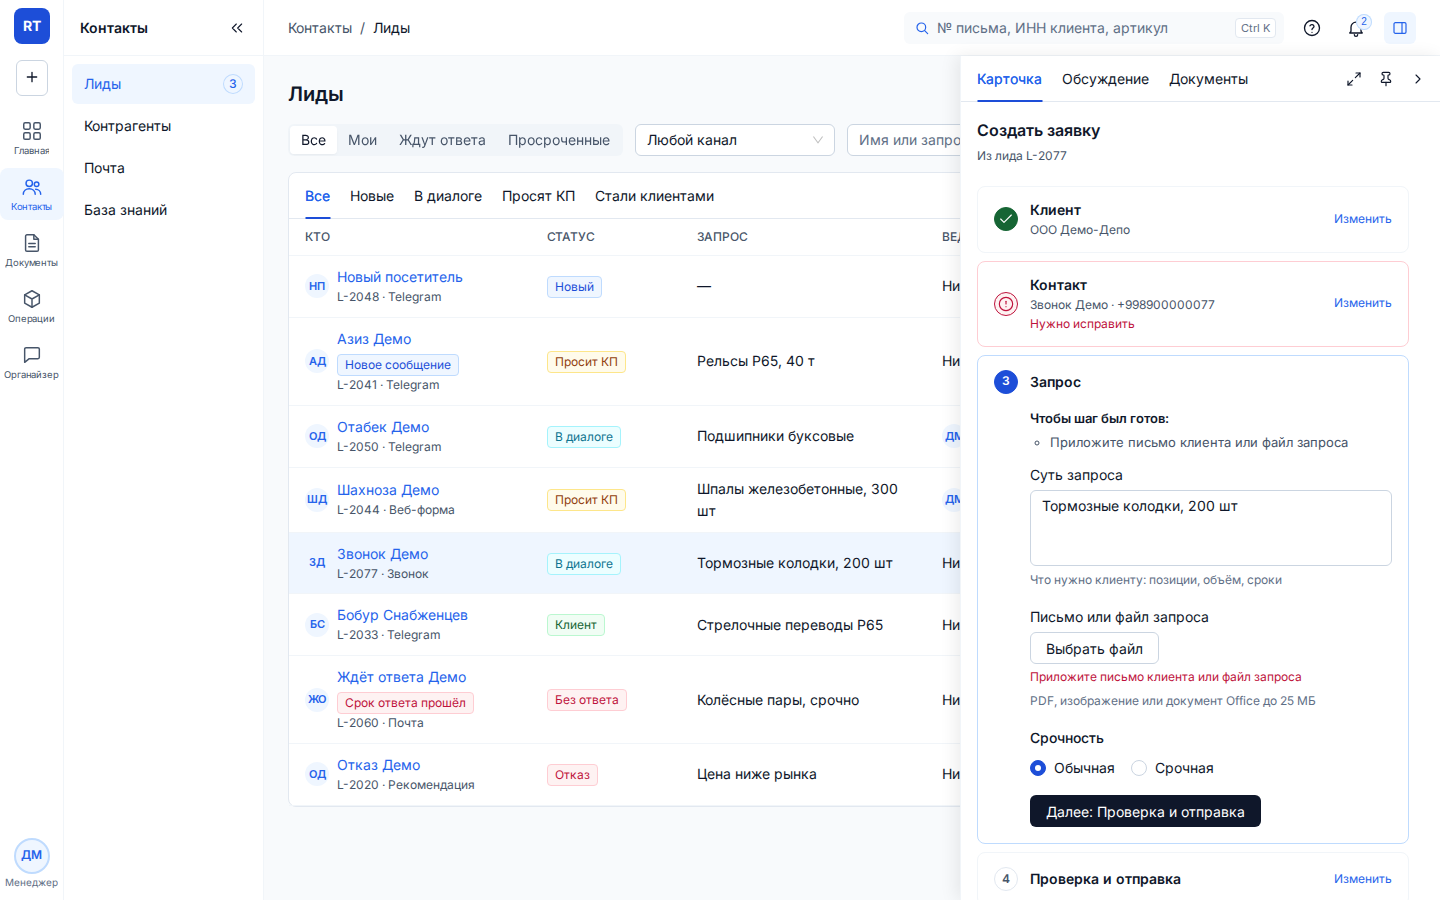 RT
Контакты
Контакты / Лиды
№ письма, ИНН клиента, артикул
Ctrl K
2
Главная
Контакты
Документы
Операции
Органайзер
ДМ
Менеджер
Лиды
3
Контрагенты
Почта
База знаний
Лиды
Все
Мои
Ждут ответа
Просроченные
Любой канал
Имя или запро
Все
Новые
В диалоге
Просят КП
Стали клиентами
КТО
СТАТУС
ЗАПРОС
ВЕД
НП
Новый посетитель
L-2048 · Telegram
Новый
—
Ни
АД
Азиз Демо
Новое сообщение
L-2041 · Telegram
Просит КП
Рельсы Р65, 40 т
Ни
ОД
Отабек Демо
L-2050 · Telegram
В диалоге
Подшипники буксовые
ДМ
ШД
Шахноза Демо
L-2044 · Веб-форма
Просит КП
Шпалы железобетонные, 300
шт
ДМ
ЗД
Звонок Демо
L-2077 · Звонок
В диалоге
Тормозные колодки, 200 шт
Ни
БС
Бобур Снабженцев
L-2033 · Telegram
Клиент
Стрелочные переводы Р65
Ни
ЖО
Ждёт ответа Демо
Срок ответа прошёл
L-2060 · Почта
Без ответа
Колёсные пары, срочно
Ни
ОД
Отказ Демо
L-2020 · Рекомендация
Отказ
Цена ниже рынка
Ни
Карточка
Обсуждение
Документы
Создать заявку
Из лида L-2077
Клиент
ООО Демо-Депо
Изменить
Контакт
Звонок Демо · +998900000077
Нужно исправить
Изменить
3
Запрос
Чтобы шаг был готов:
Приложите письмо клиента или файл запроса
Суть запроса
Тормозные колодки, 200 шт
Что нужно клиенту: позиции, объём, сроки
Письмо или файл запроса
Выбрать файл
Приложите письмо клиента или файл запроса
PDF, изображение или документ Office до 25 МБ
Срочность
Обычная
Срочная
Далее: Проверка и отправка
4
Проверка и отправка
Изменить